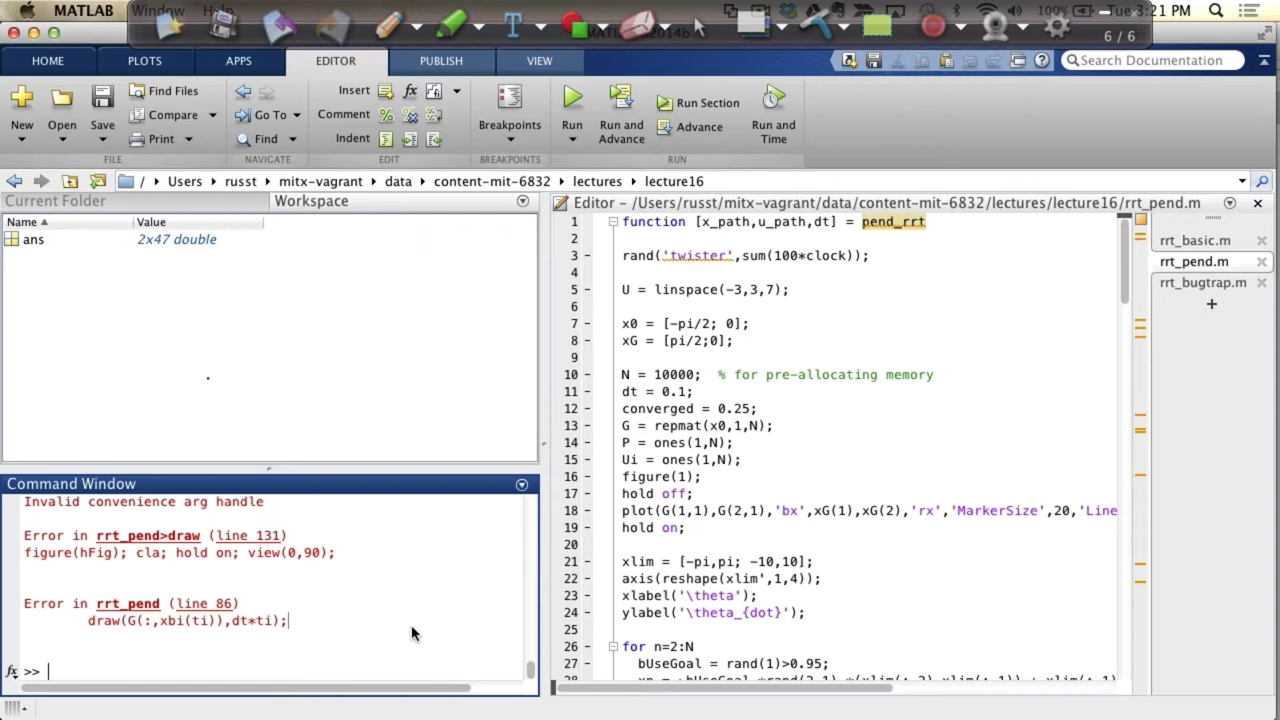 MATLAB Window Help 100% Tue 3:21 PM
6 / 6
HOME PLOTS APPS EDITOR PUBLISH VIEW
Search Documentation
New Open Save
Find Files
Compare
Print
Go To
Find
Insert
Comment
Indent
Breakpoints
Run
Run and Advance
Run Section
Advance
Run and Time
FILE NAVIGATE EDIT BREAKPOINTS RUN
/ Users russt mitx-vagrant data content-mit-6832 lectures lecture16
Current Folder Workspace
Name Value
ans 2x47 double
Command Window
Invalid convenience arg handle
Error in rrt_pend>draw (line 131)
figure(hFig); cla; hold on; view(0,90);
Error in rrt_pend (line 86)
draw(G(:,xbi(ti)),dt*ti);
fx >>
Editor - /Users/russt/mitx-vagrant/data/content-mit-6832/lectures/lecture16/rrt_pend.m
1 function [x_path,u_path,dt] = pend_rrt
2
3 - rand('twister',sum(100*clock));
4
5 - U = linspace(-3,3,7);
6
7 - x0 = [-pi/2; 0];
8 - xG = [pi/2;0];
9
10 - N = 10000; % for pre-allocating memory
11 - dt = 0.1;
12 - converged = 0.25;
13 - G = repmat(x0,1,N);
14 - P = ones(1,N);
15 - Ui = ones(1,N);
16 - figure(1);
17 - hold off;
18 - plot(G(1,1),G(2,1),'bx',xG(1),xG(2),'rx','MarkerSize',20,'Line
19 - hold on;
20
21 - xlim = [-pi,pi; -10,10];
22 - axis(reshape(xlim',1,4));
23 - xlabel('\theta');
24 - ylabel('\theta_{dot}');
25
26 - for n=2:N
27 - bUseGoal = rand(1)>0.95;
rrt_basic.m
rrt_pend.m
rrt_bugtrap.m
+